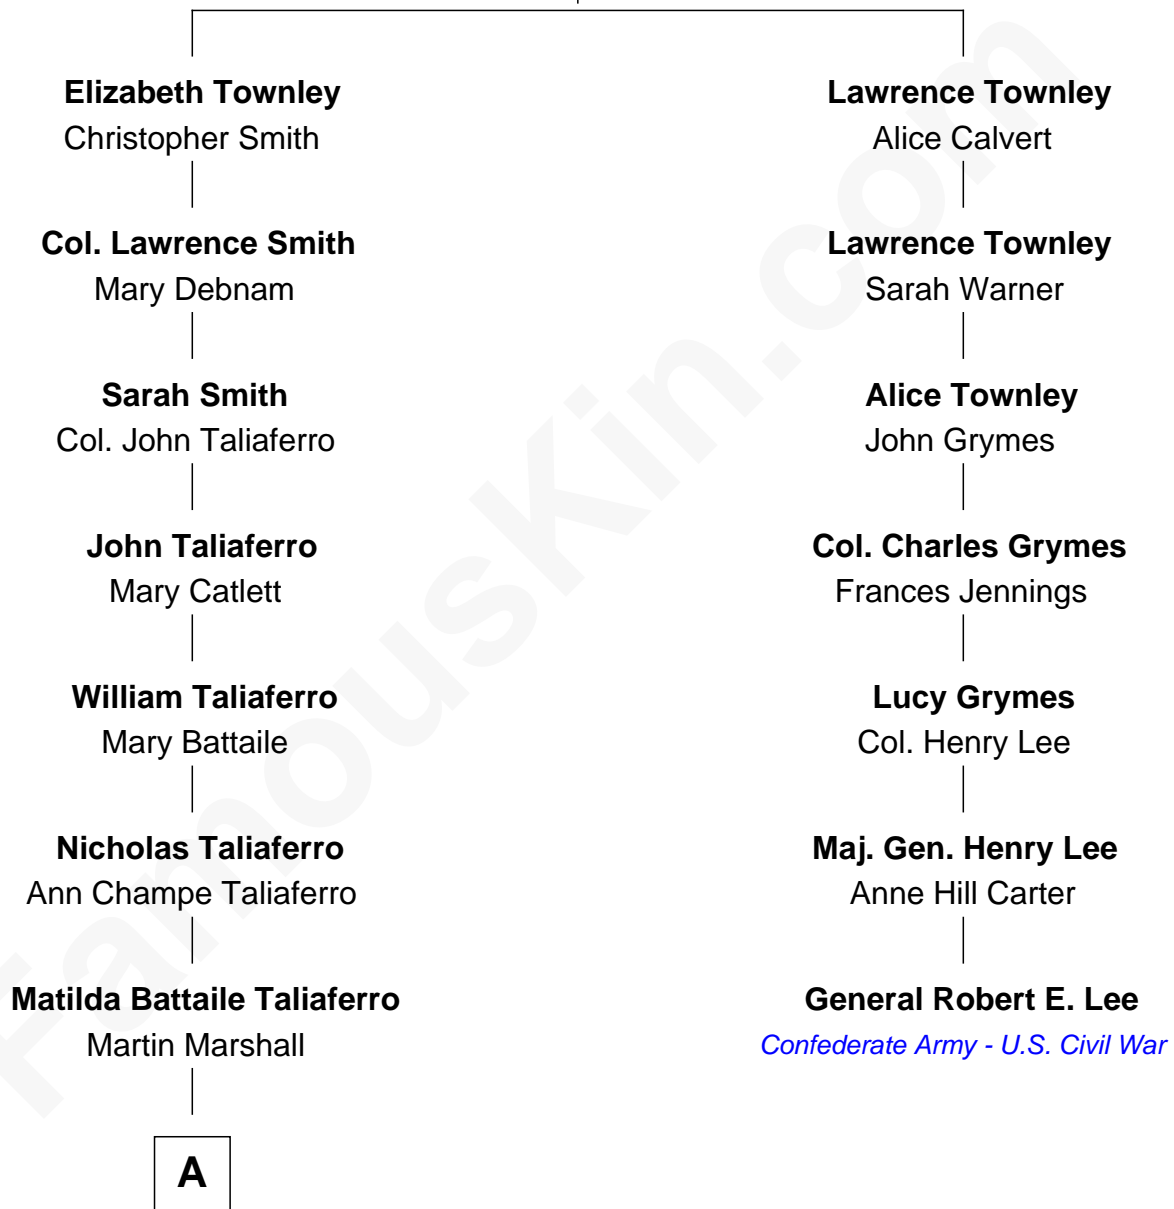 Elizabeth Townley
Christopher Smith
Lawrence Townley
Alice Calvert
Col. Lawrence Smith
Mary Debnam
Lawrence Townley
Sarah Warner
Sarah Smith
Col. John Taliaferro
Alice Townley
John Grymes
John Taliaferro
Mary Catlett
Col. Charles Grymes
Frances Jennings
William Taliaferro
Mary Battaile
Lucy Grymes
Col. Henry Lee
Nicholas Taliaferro
Ann Champe Taliaferro
Maj. Gen. Henry Lee
Anne Hill Carter
Matilda Battaile Taliaferro
Martin Marshall
General Robert E. Lee
Confederate Army - U.S. Civil War
A
FamousKin.com